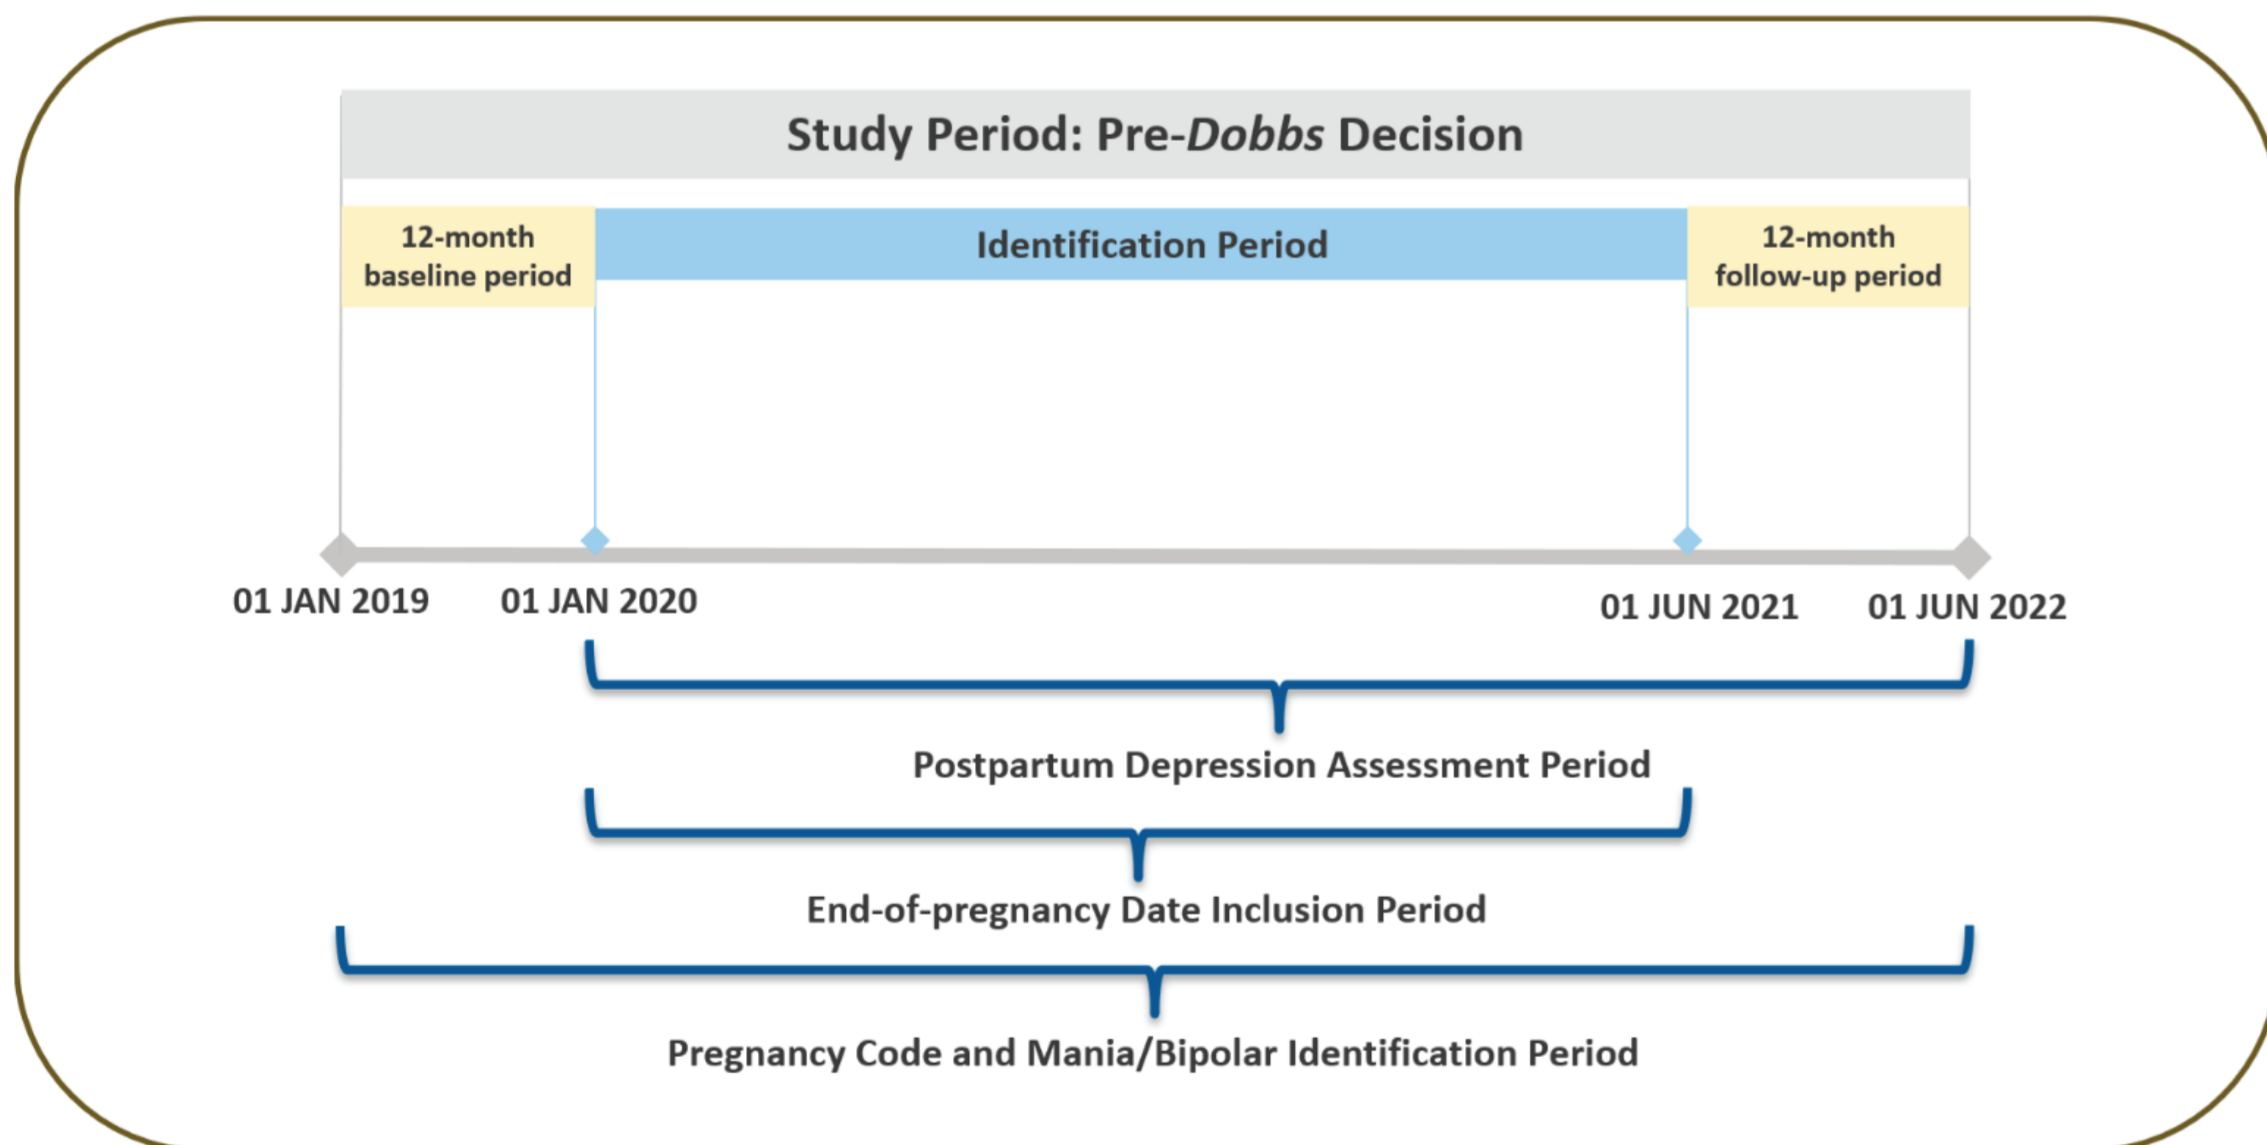 Study Period: Pre-Dobbs Decision
12-month
baseline period
Identification Period
12-month
follow-up period
01 JAN 2019
01 JAN 2020
01 JUN 2021
01 JUN 2022
Postpartum Depression Assessment Period
End-of-pregnancy Date Inclusion Period
Pregnancy Code and Mania/Bipolar Identification Period